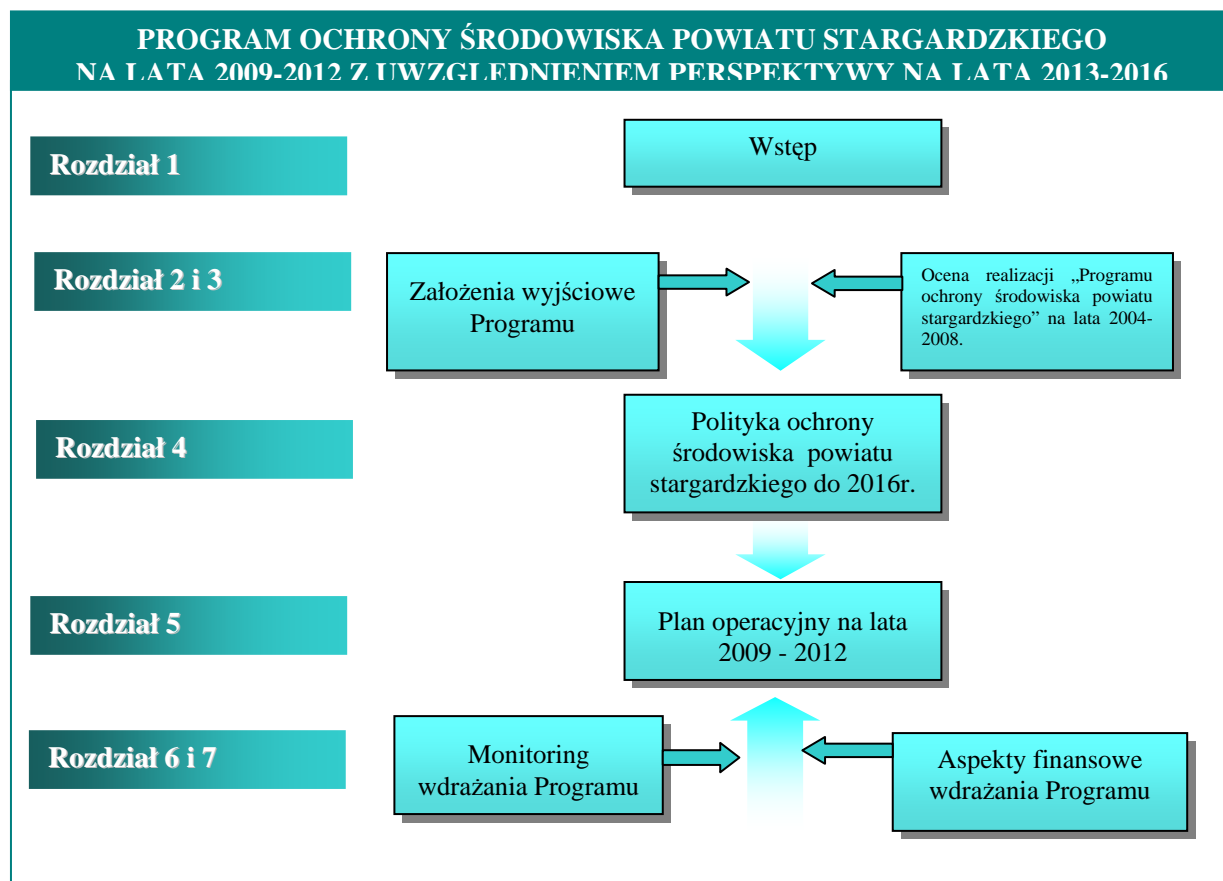 PROGRAM OCHRONY ŚRODOWISKA POWIATU STARGARDZKIEGO
NA LATA 2009-2012 Z UWZGLĘDNIENIEM PERSPEKTYWY NA LATA 2013-2016
Rozdział 1
Wstęp
Rozdział 2 i 3
Założenia wyjściowe
Programu
Ocena realizacji „Programu
ochrony środowiska powiatu
stargardzkiego” na lata 2004-
2008.
Rozdział 4
Polityka ochrony
środowiska powiatu
stargardzkiego do 2016r.
Rozdział 5
Plan operacyjny na lata
2009 - 2012
Rozdział 6 i 7
Monitoring
wdrażania Programu
Aspekty finansowe
wdrażania Programu